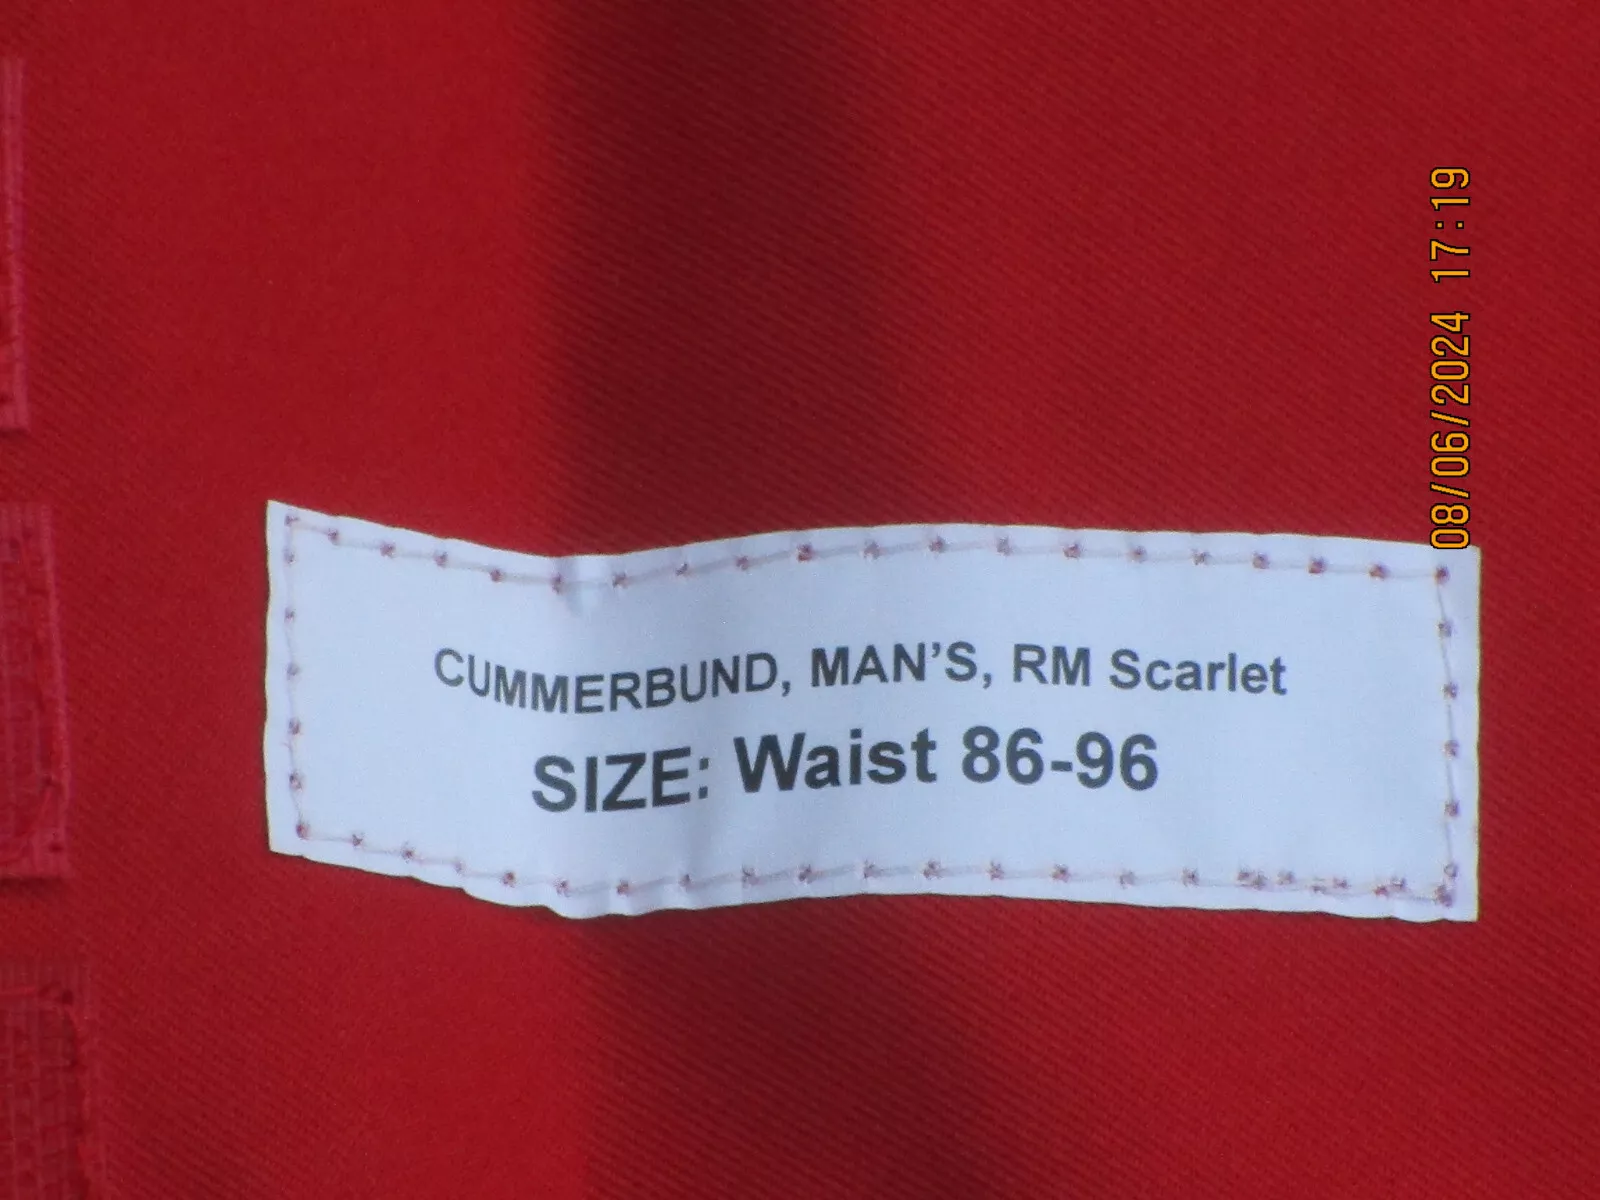 CUMMERBUND, MAN’S, RM Scarlet
SIZE: Waist 86-96
08/06/2024 17:19